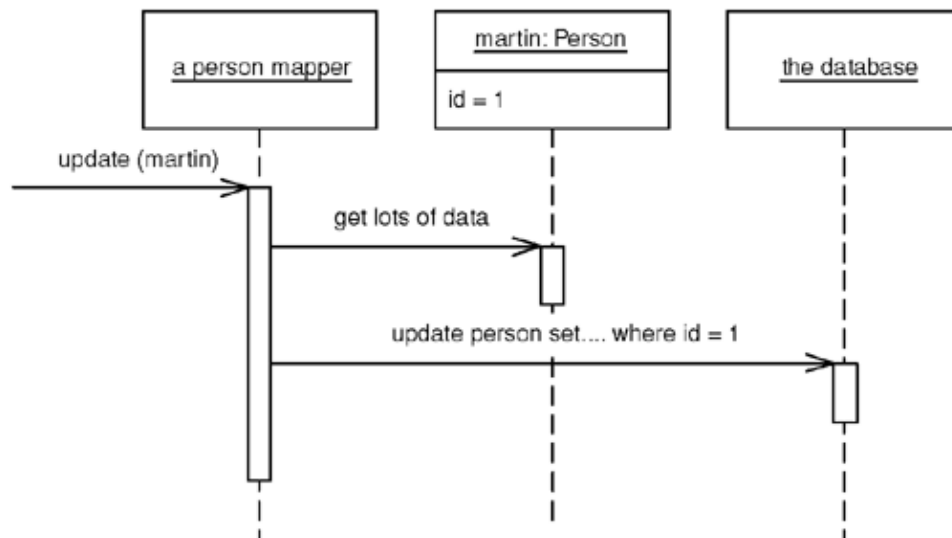 a person mapper
martin: Person
id = 1
the database
update (martin)
get lots of data
update person set.... where id = 1